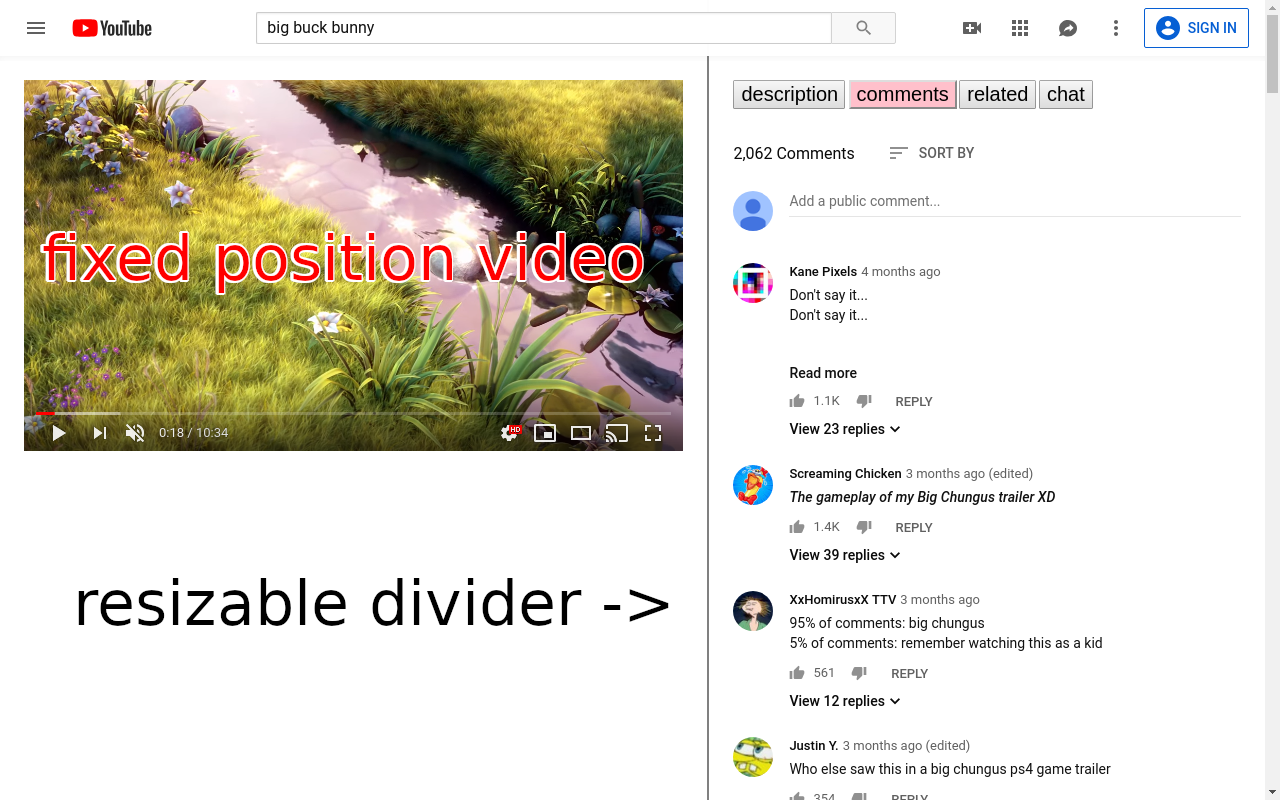 YouTube
big buck bunny
SIGN IN
fixed position video
0:18 / 10:34
HD
resizable divider ->
description comments related chat
2,062 Comments SORT BY
Add a public comment...
Kane Pixels 4 months ago
Don't say it...
Don't say it...
Read more
1.1K REPLY
View 23 replies
Screaming Chicken 3 months ago (edited)
The gameplay of my Big Chungus trailer XD
1.4K REPLY
View 39 replies
XxHomirusxX TTV 3 months ago
95% of comments: big chungus
5% of comments: remember watching this as a kid
561 REPLY
View 12 replies
Justin Y. 3 months ago (edited)
Who else saw this in a big chungus ps4 game trailer
354 REPLY